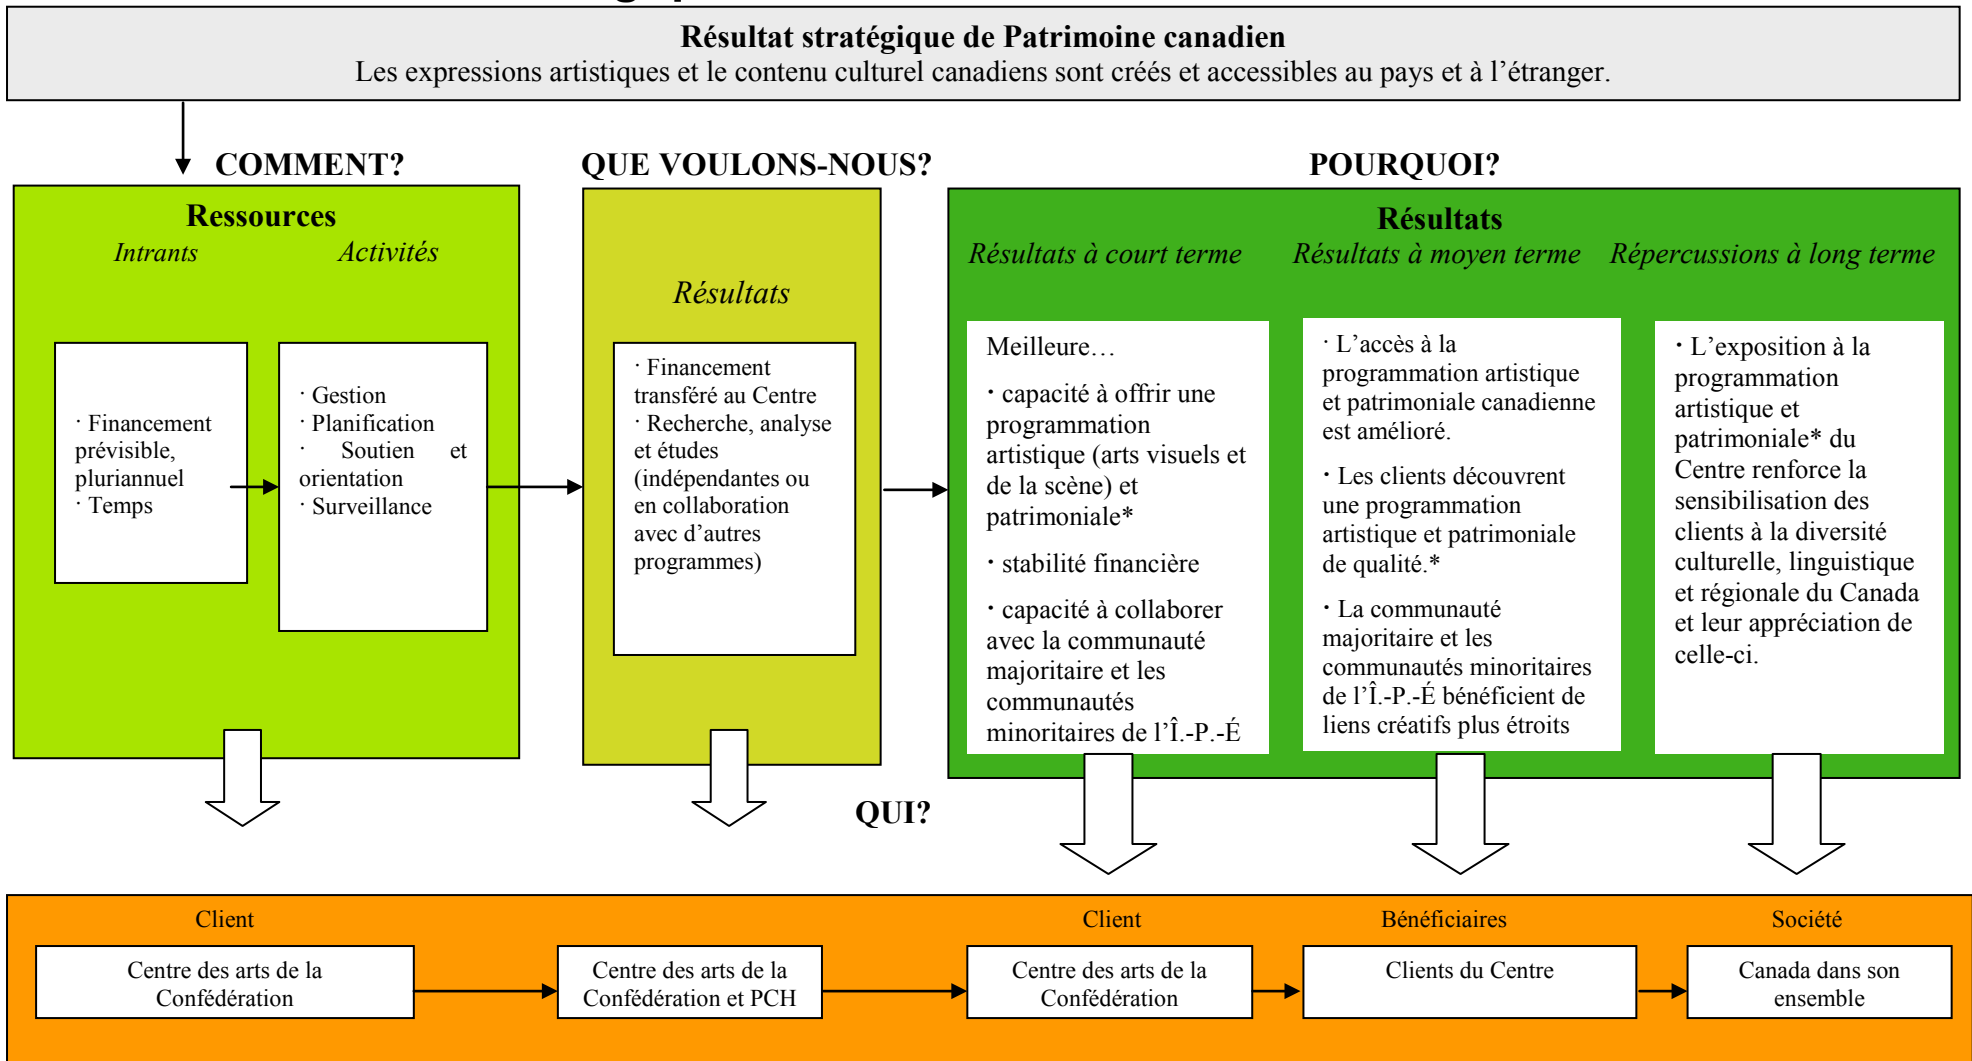 Résultat stratégique de Patrimoine canadien
Les expressions artistiques et le contenu culturel canadiens sont créés et accessibles au pays et à l’étranger.
COMMENT?
QUE VOULONS-NOUS?
POURQUOI?
Ressources
Intrants
Activités
· Financement
prévisible,
pluriannuel
· Temps
· Gestion
· Planification
· Soutien et
orientation
· Surveillance
Résultats
· Financement
transféré au Centre
· Recherche, analyse
et études
(indépendantes ou
en collaboration
avec d’autres
programmes)
Résultats
Résultats à court terme
Résultats à moyen terme
Répercussions à long terme
Meilleure…
· capacité à offrir une
programmation
artistique (arts visuels et
de la scène) et
patrimoniale*
· stabilité financière
· capacité à collaborer
avec la communauté
majoritaire et les
communautés
minoritaires de l’Î.-P.-É
· L’accès à la
programmation artistique
et patrimoniale canadienne
est amélioré.
· Les clients découvrent
une programmation
artistique et patrimoniale
de qualité.*
· La communauté
majoritaire et les
communautés minoritaires
de l’Î.-P.-É bénéficient de
liens créatifs plus étroits
· L’exposition à la
programmation
artistique et
patrimoniale* du
Centre renforce la
sensibilisation des
clients à la diversité
culturelle, linguistique
et régionale du Canada
et leur appréciation de
celle-ci.
QUI?
Client
Centre des arts de la
Confédération
Centre des arts de la
Confédération et PCH
Client
Centre des arts de la
Confédération
Bénéficiaires
Clients du Centre
Société
Canada dans son
ensemble